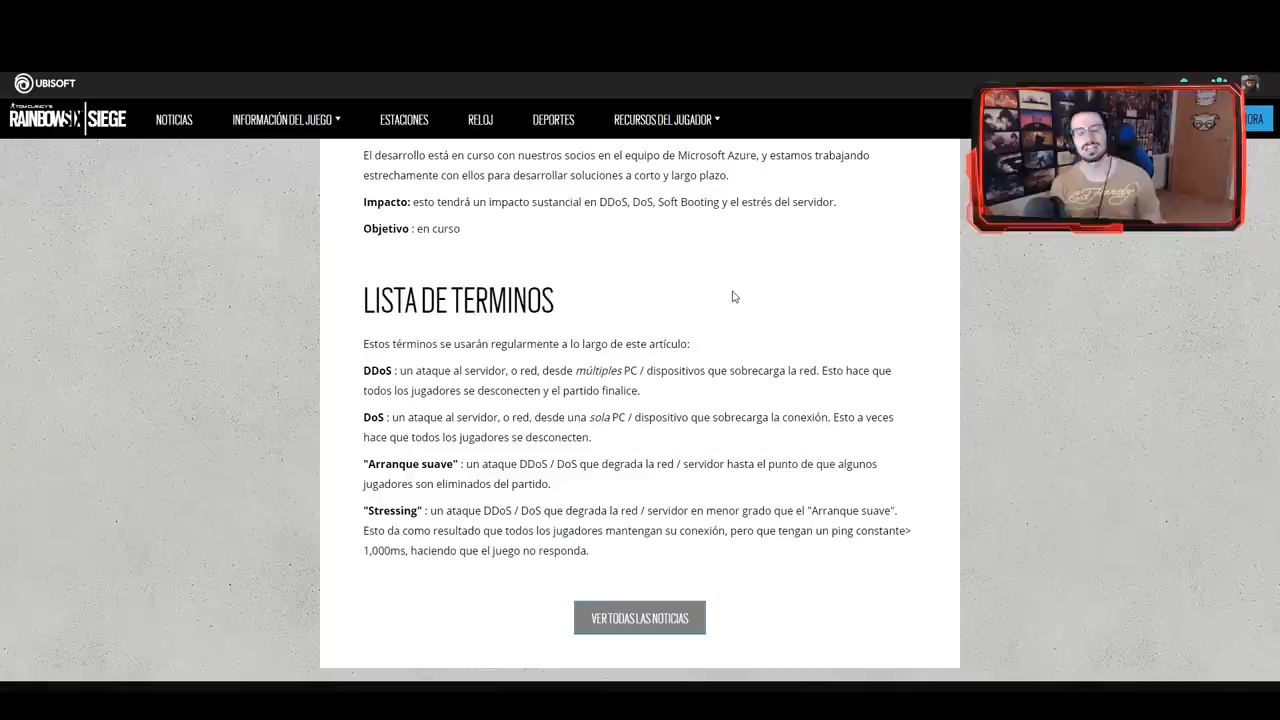 UBISOFT
TOM CLANCY'S
RAINBOW SIX | SIEGE
NOTICIAS
INFORMACIÓN DEL JUEGO
ESTACIONES
RELOJ
DEPORTES
RECURSOS DEL JUGADOR
El desarrollo está en curso con nuestros socios en el equipo de Microsoft Azure, y estamos trabajando
estrechamente con ellos para desarrollar soluciones a corto y largo plazo.
Impacto: esto tendrá un impacto sustancial en DDoS, DoS, Soft Booting y el estrés del servidor.
Objetivo : en curso
LISTA DE TERMINOS
Estos términos se usarán regularmente a lo largo de este artículo:
DDoS : un ataque al servidor, o red, desde múltiples PC / dispositivos que sobrecarga la red. Esto hace que
todos los jugadores se desconecten y el partido finalice.
DoS : un ataque al servidor, o red, desde una sola PC / dispositivo que sobrecarga la conexión. Esto a veces
hace que todos los jugadores se desconecten.
"Arranque suave" : un ataque DDoS / DoS que degrada la red / servidor hasta el punto de que algunos
jugadores son eliminados del partido.
"Stressing" : un ataque DDoS / DoS que degrada la red / servidor en menor grado que el "Arranque suave".
Esto da como resultado que todos los jugadores mantengan su conexión, pero que tengan un ping constante>
1,000ms, haciendo que el juego no responda.
VER TODAS LAS NOTICIAS